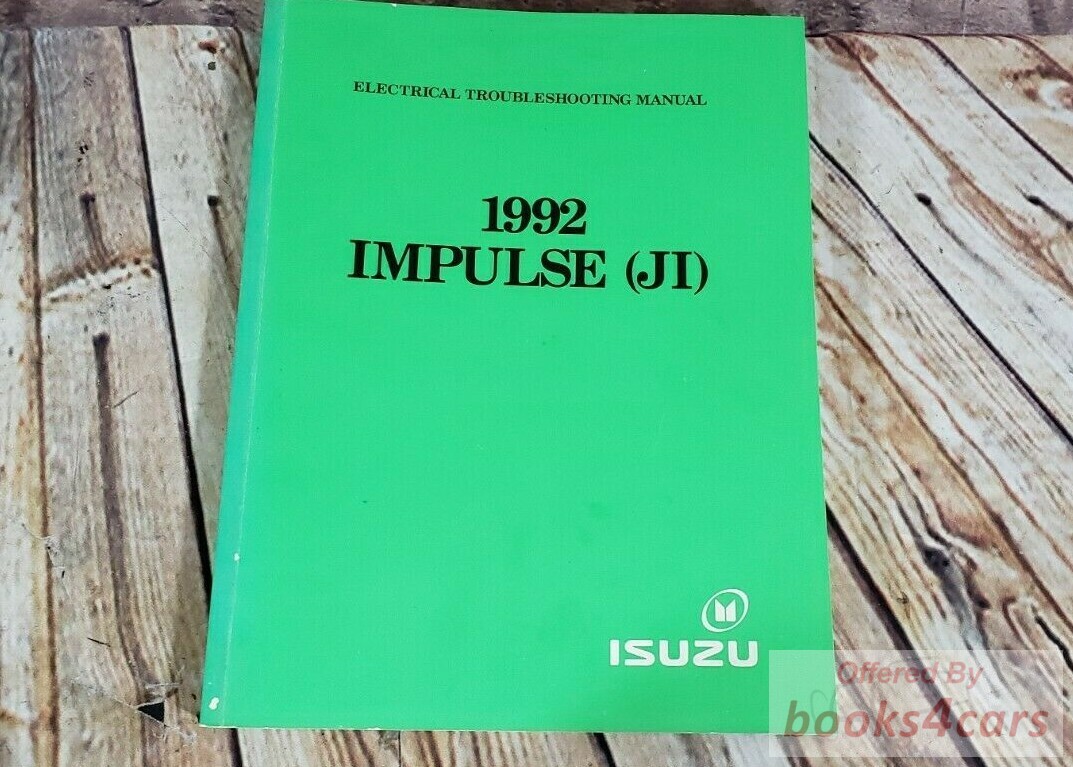 ELECTRICAL TROUBLESHOOTING MANUAL
1992
IMPULSE (JI)
ISUZU
Offered By
books4cars